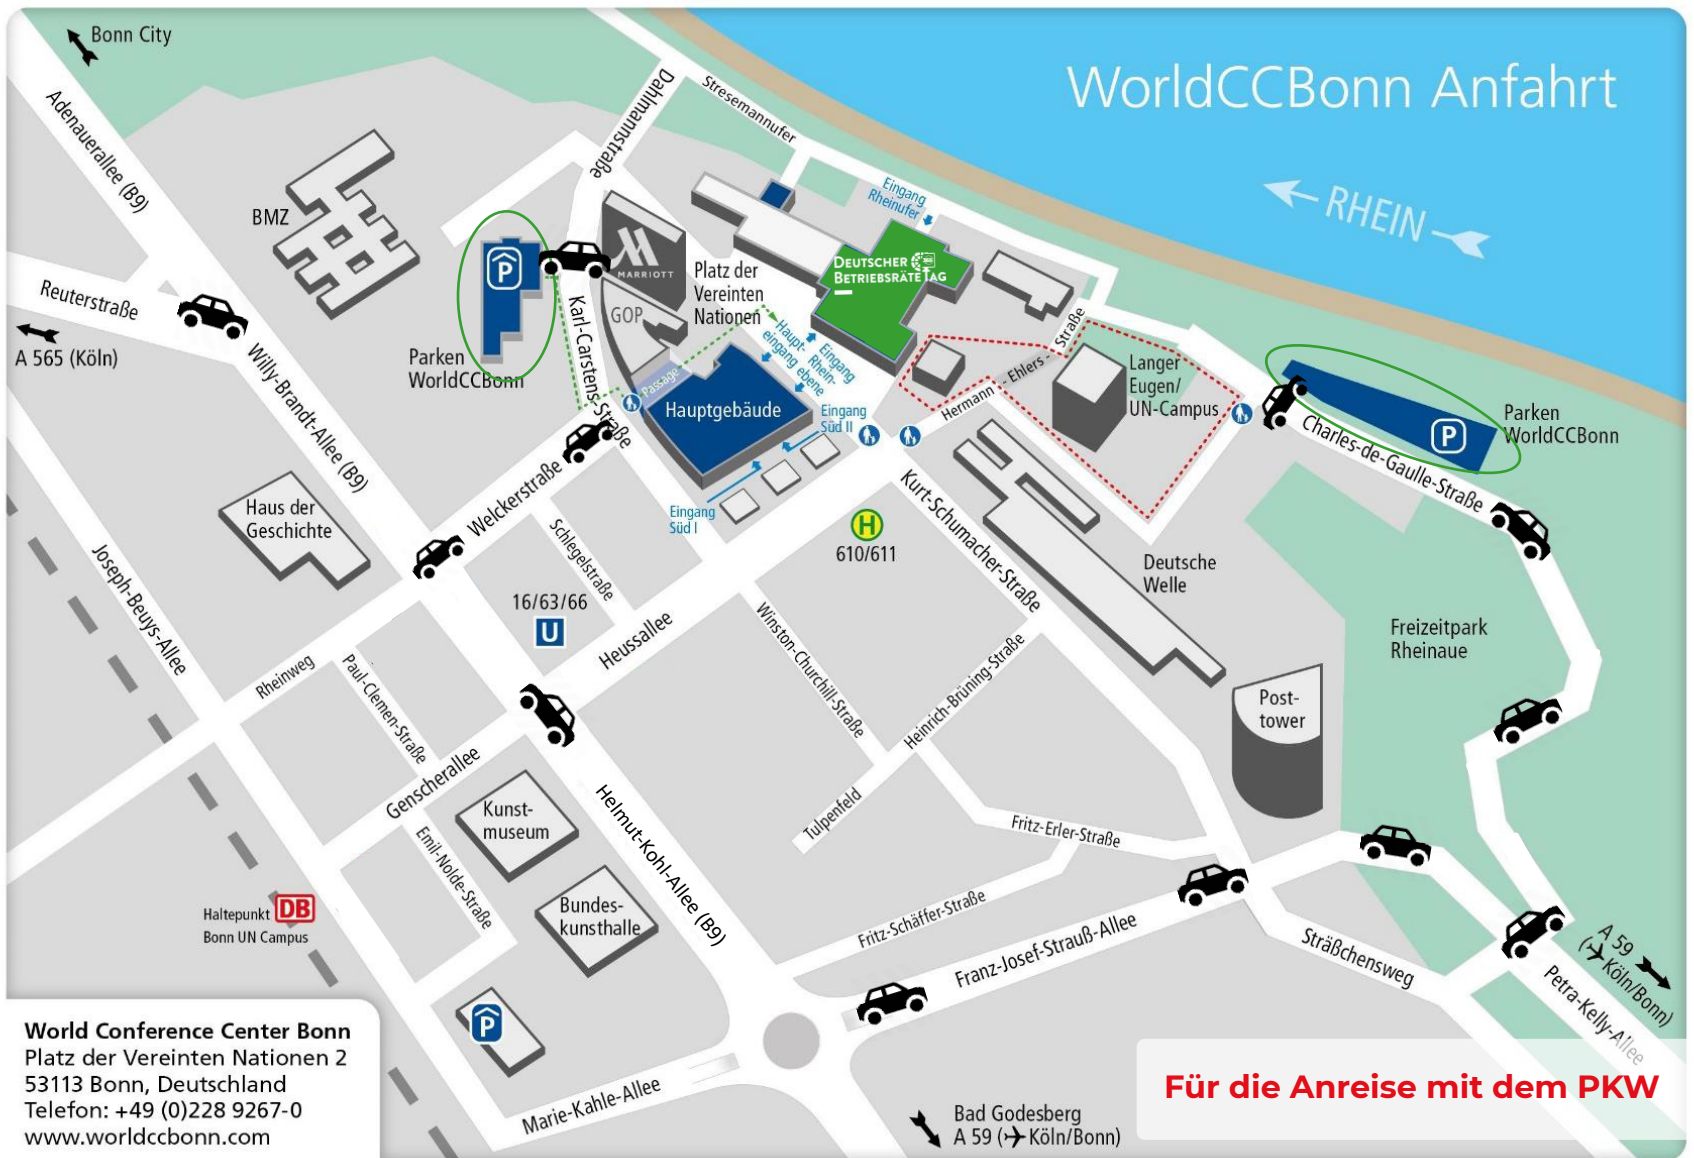 Bonn City
WorldCCBonn Anfahrt
Adenauerallee (B9)
Dahlmannstraße
Stresemannufer
Eingang
Rheinufer
RHEIN
BMZ
P
MARRIOTT
Platz der
Vereinten
Nationen
DEUTSCHER
BETRIEBSRÄTETAG
Reuterstraße
A 565 (Köln)
Parken
WorldCCBonn
Karl-Carstens-Straße
GOP
Passage
Haupt-
eingang
Eingang
Rhein-
ebene
Hermann - Ehlers - Straße
Langer
Eugen/
UN-Campus
Parken
WorldCCBonn
P
Charles-de-Gaulle-Straße
Willy-Brandt-Allee (B9)
Hauptgebäude
Eingang
Süd II
Eingang
Süd I
Welckerstraße
Haus der
Geschichte
Schlegelstraße
H
610/611
Kurt-Schumacher-Straße
Deutsche
Welle
Joseph-Beuys-Allee
16/63/66
U
Heussallee
Winston-Churchill-Straße
Heinrich-Brüning-Straße
Freizeitpark
Rheinaue
Rheinweg
Paul-Clemen-Straße
Post-
tower
Genscherallee
Kunst-
museum
Helmut-Kohl-Allee (B9)
Tulpenfeld
Fritz-Erler-Straße
Emil-Nolde-Straße
Bundes-
kunsthalle
Fritz-Schäffer-Straße
Franz-Josef-Strauß-Allee
Sträßchensweg
Haltepunkt DB
Bonn UN Campus
A 59
(Köln/Bonn)
Petra-Kelly-Allee
P
Marie-Kahle-Allee
World Conference Center Bonn
Platz der Vereinten Nationen 2
53113 Bonn, Deutschland
Telefon: +49 (0)228 9267-0
www.worldccbonn.com
Bad Godesberg
A 59 (Köln/Bonn)
Für die Anreise mit dem PKW